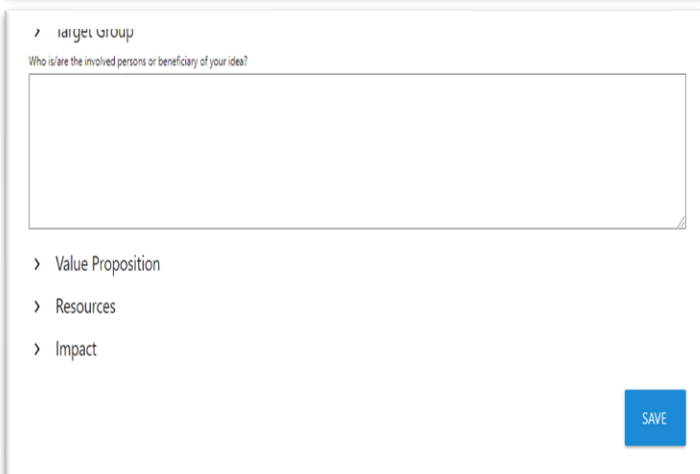 Target Group
Who is/are the involved persons or beneficiary of your idea?
Value Proposition
Resources
Impact
SAVE